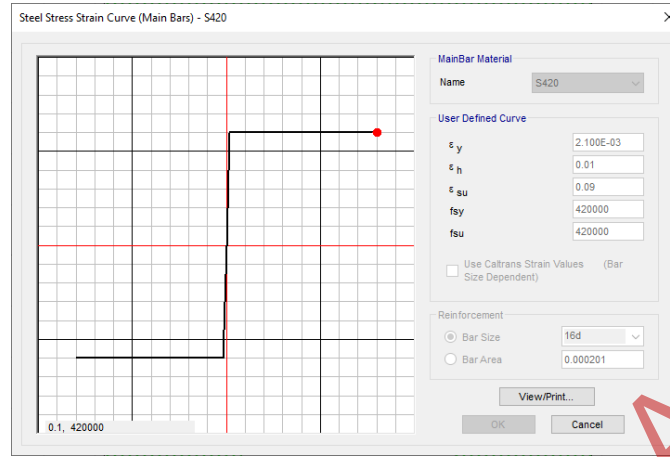 Steel Stress Strain Curve (Main Bars) - S420
MainBar Material
Name S420
User Defined Curve
ε y 2.100E-03
ε h 0.01
ε su 0.09
fsy 420000
fsu 420000
Use Caltrans Strain Values (Bar
Size Dependent)
Reinforcement
Bar Size 16d
Bar Area 0.000201
View/Print...
OK Cancel
0.1, 420000